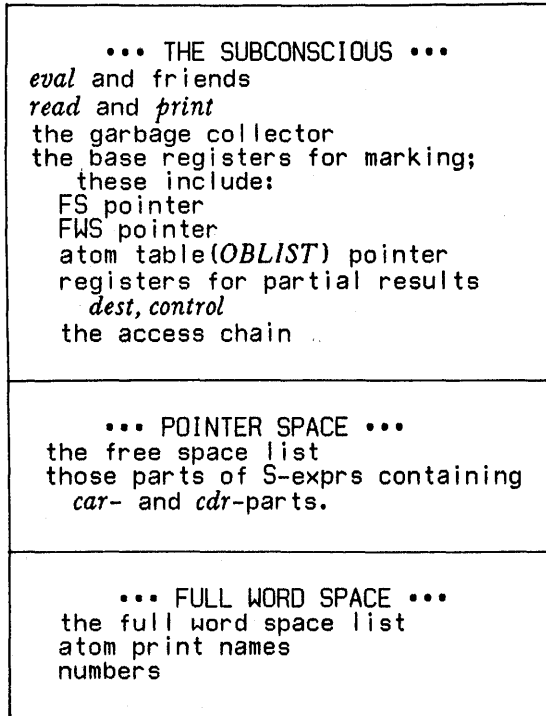 ••• THE SUBCONSCIOUS •••
eval and friends
read and print
the garbage collector
the base registers for marking;
these include:
FS pointer
FWS pointer
atom table(OBLIST) pointer
registers for partial results
dest, control
the access chain
••• POINTER SPACE •••
the free space list
those parts of S-exprs containing
car- and cdr-parts.
••• FULL WORD SPACE •••
the full word space list
atom print names
numbers